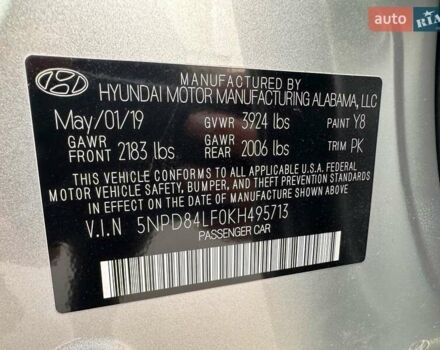 auto RIA
MANUFACTURED BY
HYUNDAI MOTOR MANUFACTURING ALABAMA, LLC
May/01/19 GVWR 3924 lbs PAINT Y8
GAWR FRONT 2183 lbs GAWR REAR 2006 lbs TRIM PK
THIS VEHICLE CONFORMS TO ALL APPLICABLE U.S.A. FEDERAL
MOTOR VEHICLE SAFETY, BUMPER, AND THEFT PREVENTION
STANDARDS IN EFFECT ON THE DATE OF MANUFACTURE SHOWN ABOVE.
V.I.N 5NPD84LF0KH495713
PASSENGER CAR